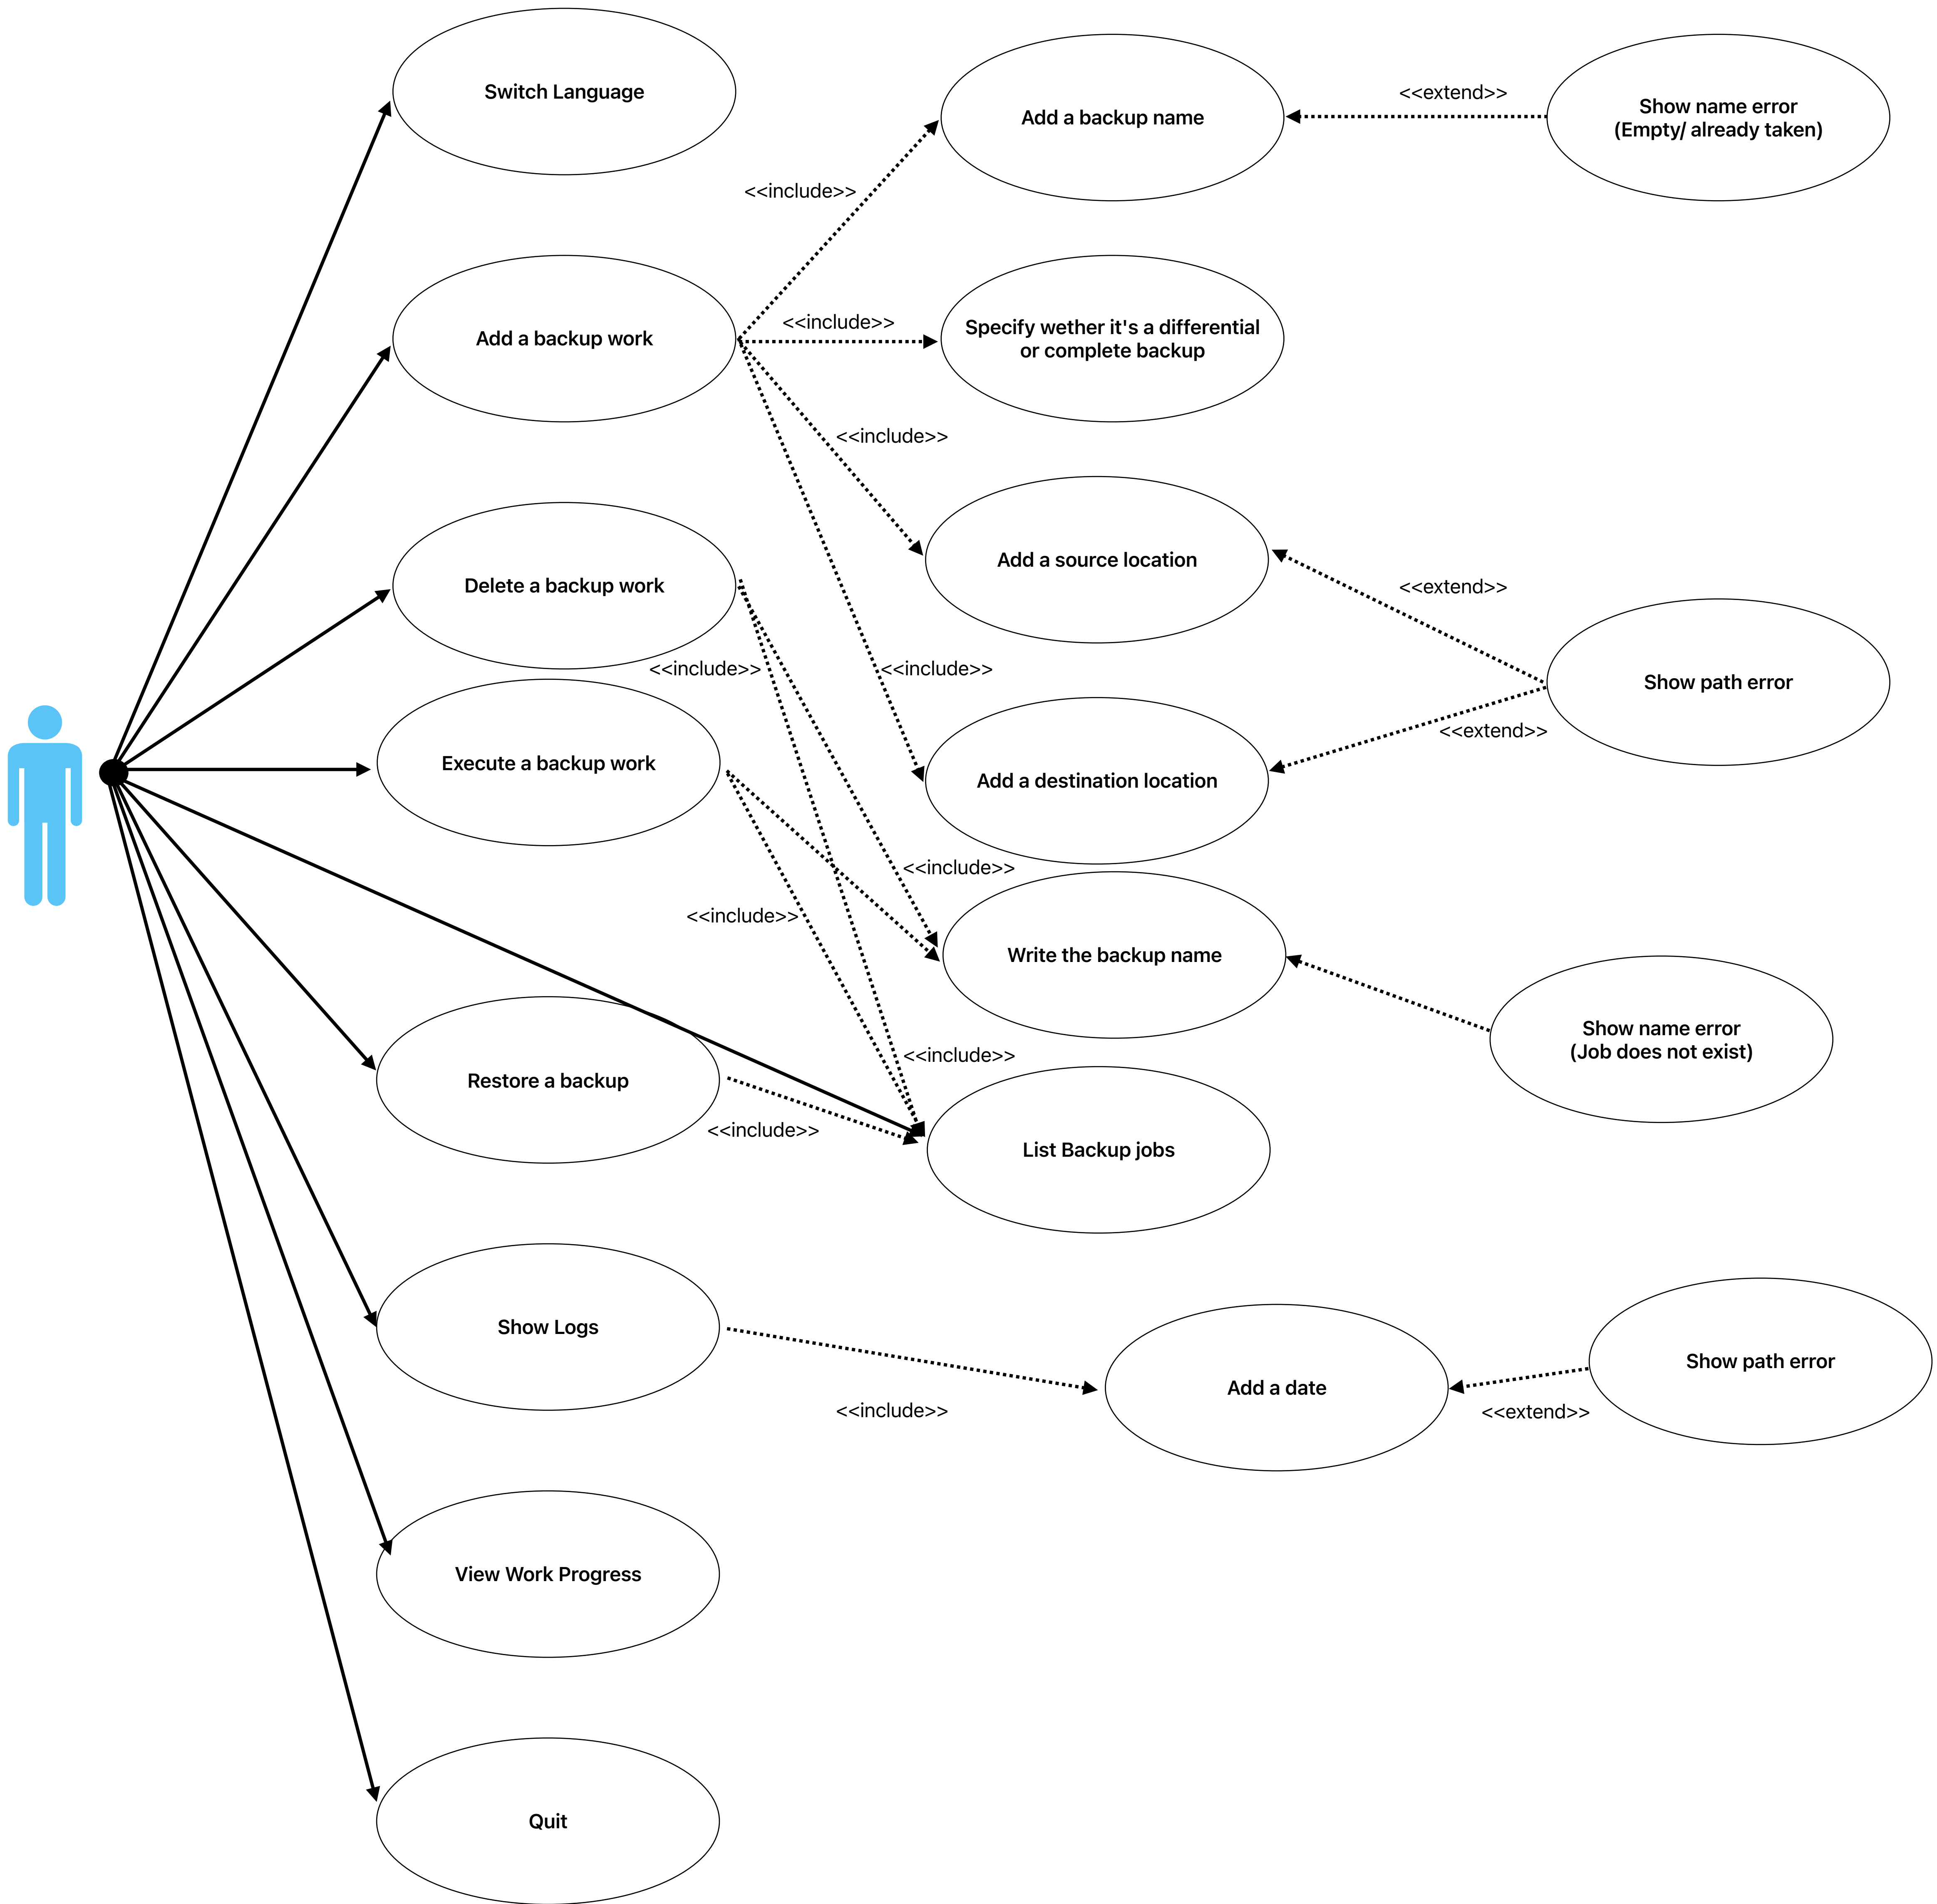 Switch Language
Add a backup name
<<extend>>
Show name error
(Empty/ already taken)
<<include>>
Add a backup work
<<include>>
Specify wether it's a differential
or complete backup
<<include>>
Delete a backup work
Add a source location
<<extend>>
<<include>>
<<include>>
Show path error
<<extend>>
Execute a backup work
Add a destination location
<<include>>
<<include>>
Write the backup name
Show name error
(Job does not exist)
<<include>>
Restore a backup
<<include>>
List Backup jobs
Show Logs
<<include>>
Add a date
<<extend>>
Show path error
View Work Progress
Quit